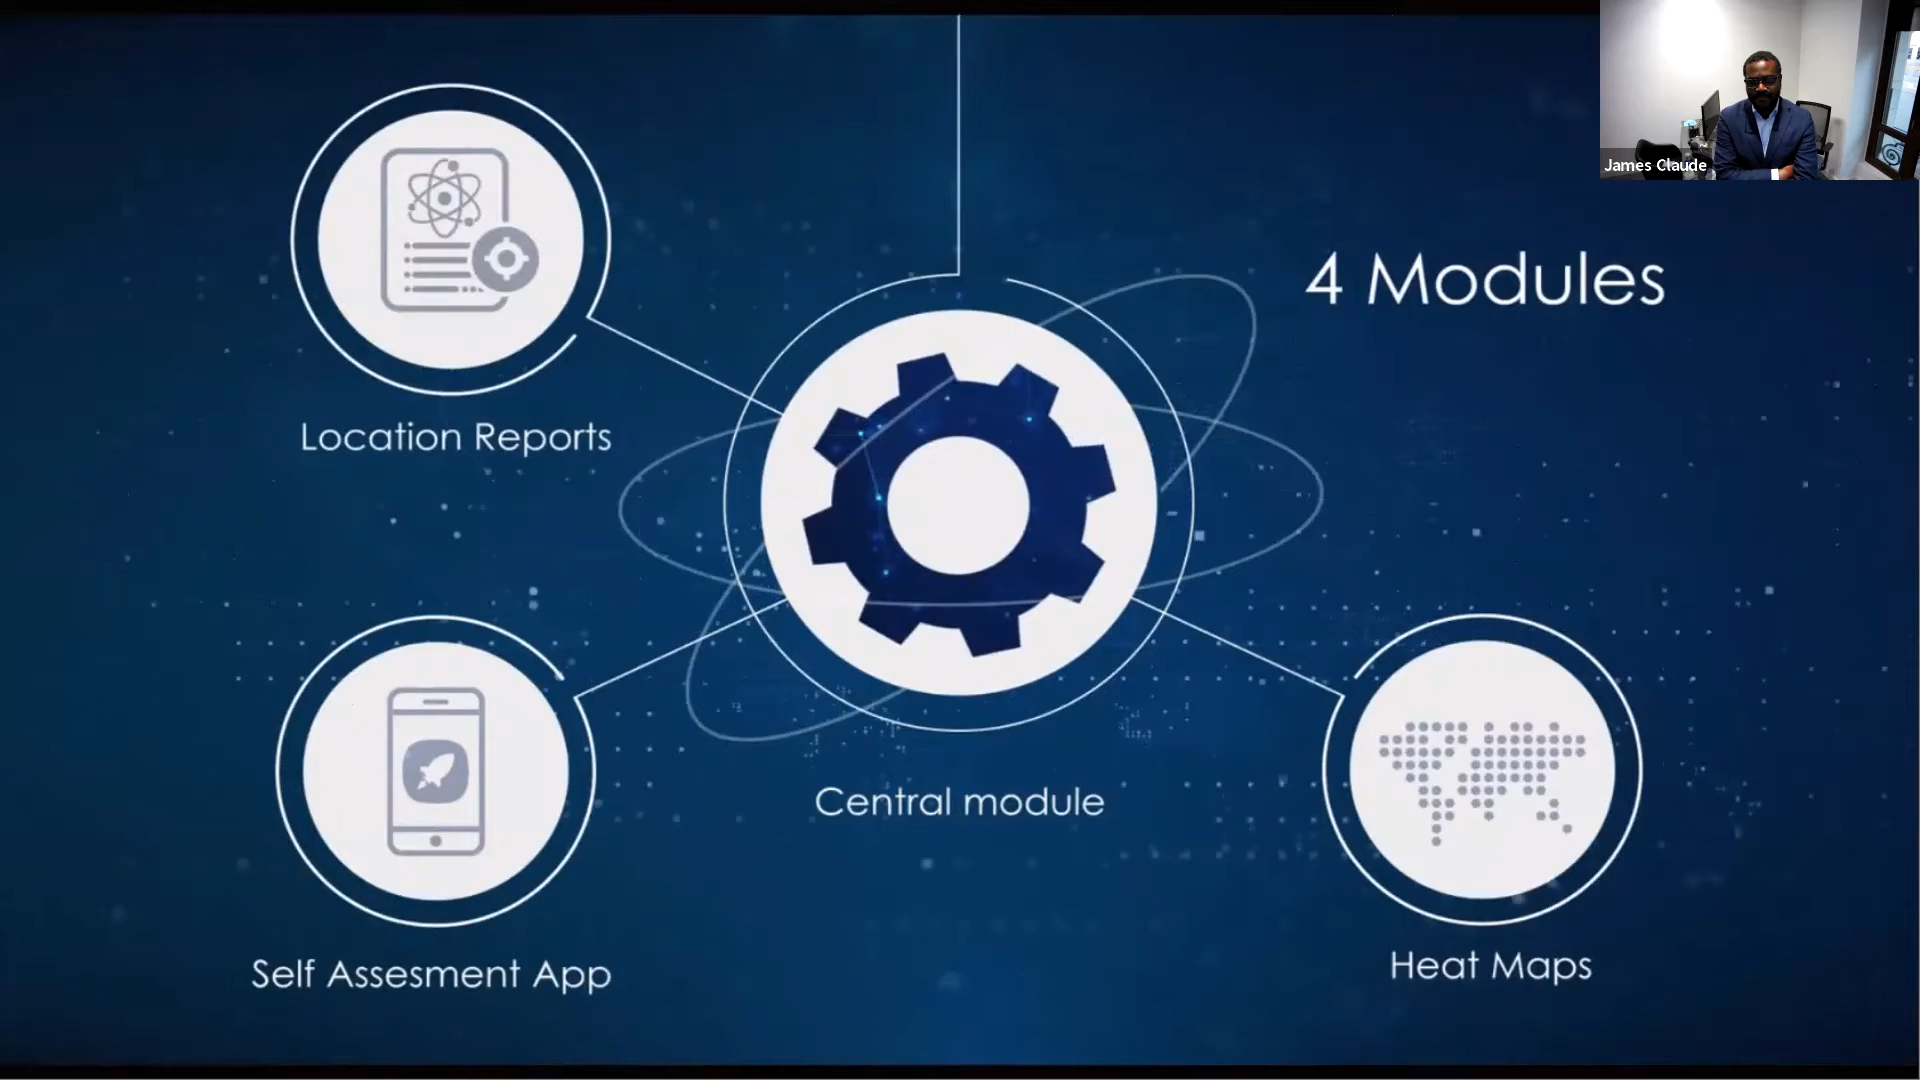 James Claude
4 Modules
Location Reports
Central module
Self Assesment App
Heat Maps